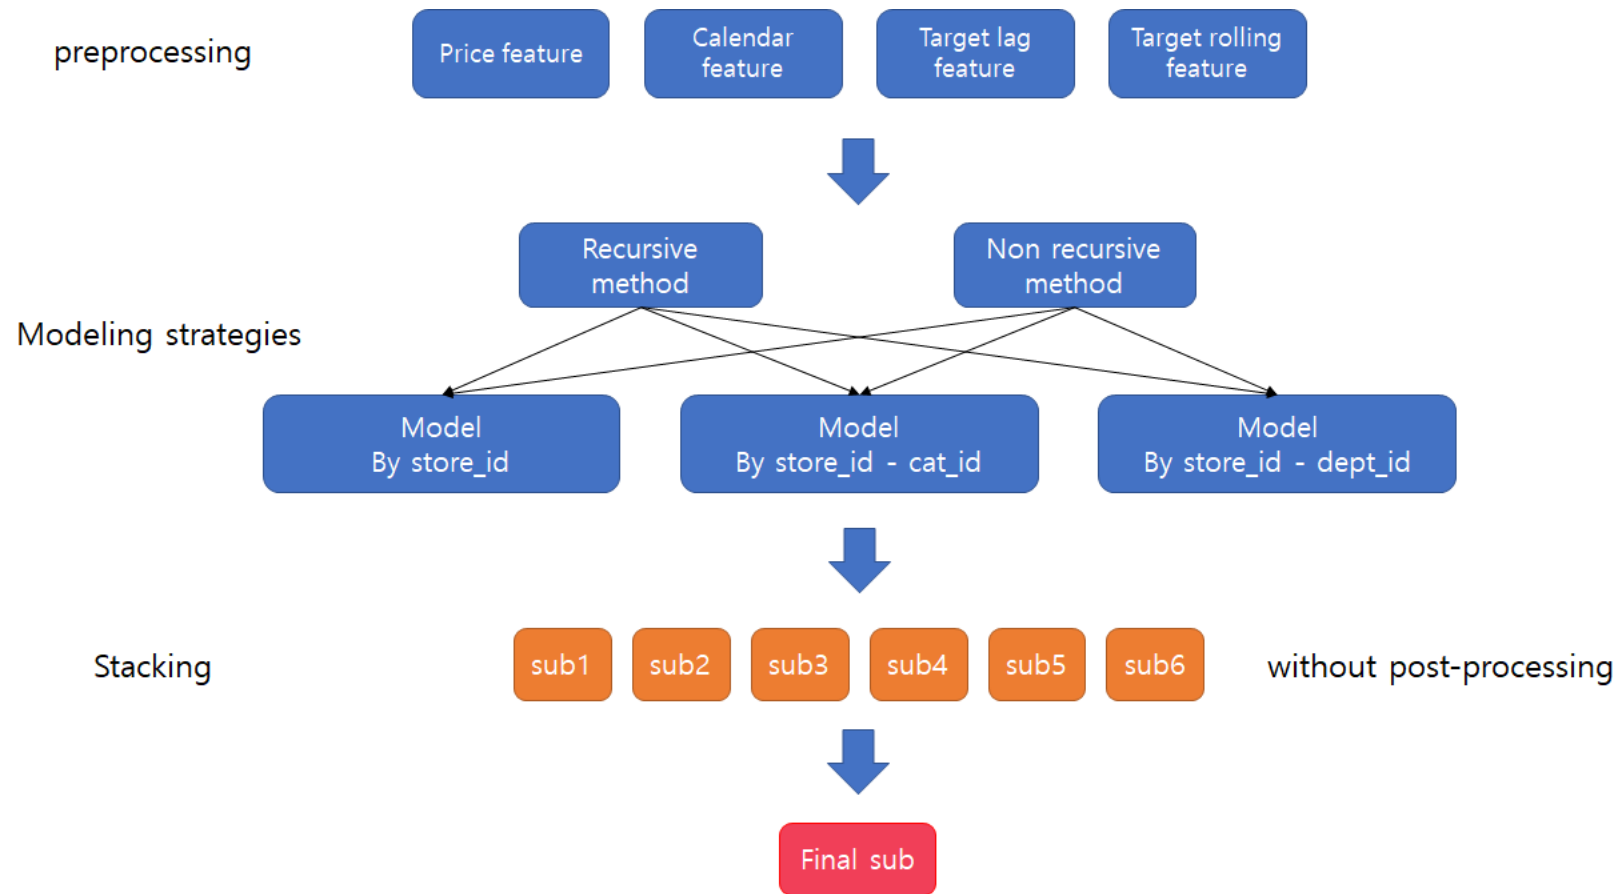 preprocessing
Price feature
Calendar
feature
Target lag
feature
Target rolling
feature
Recursive
method
Non recursive
method
Modeling strategies
Model
By store_id
Model
By store_id - cat_id
Model
By store_id - dept_id
Stacking
sub1
sub2
sub3
sub4
sub5
sub6
without post-processing
Final sub